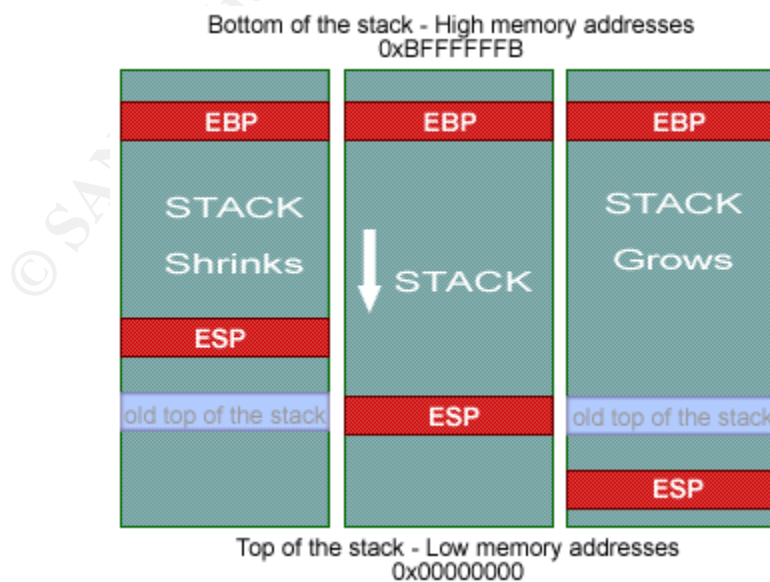 Bottom of the stack - High memory addresses
0xBFFFFFFB
EBP
STACK
Shrinks
ESP
old top of the stack
EBP
STACK
ESP
EBP
STACK
Grows
old top of the stack
ESP
Top of the stack - Low memory addresses
0x00000000
© SAN